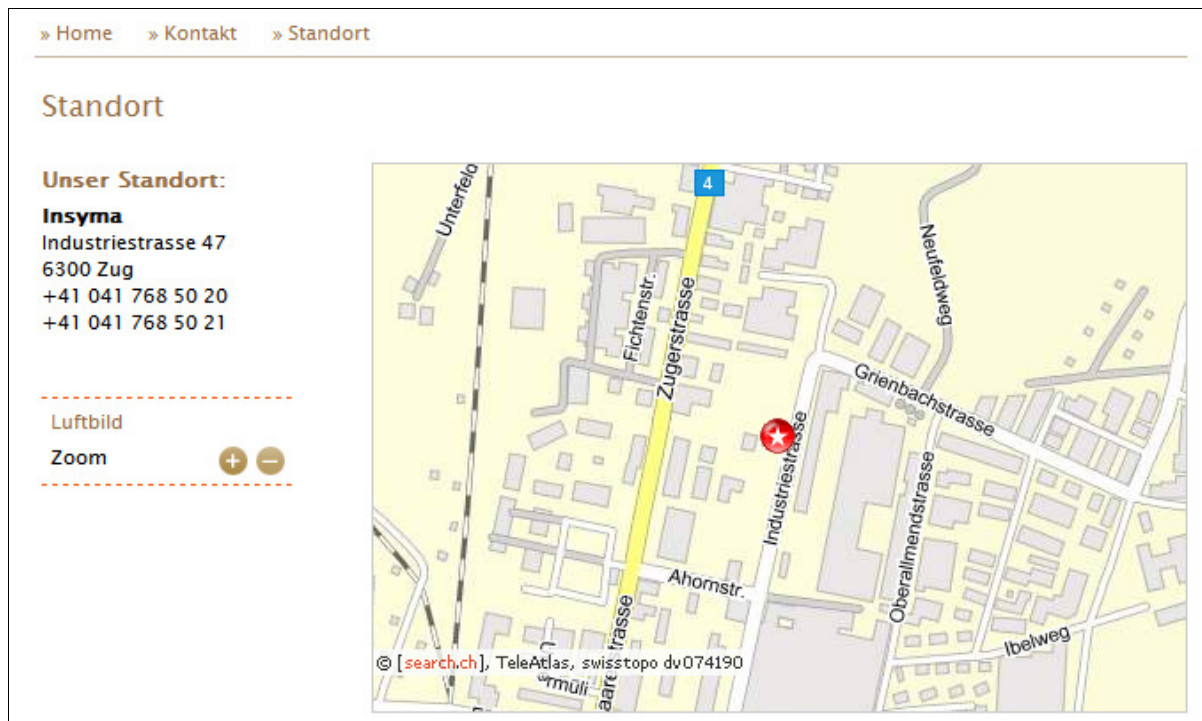 » Home » Kontakt » Standort
Standort
Unser Standort:
Insyma
Industriestrasse 47
6300 Zug
+41 041 768 50 20
+41 041 768 50 21
Luftbild
Zoom
4
Unterfeld
Neufeldweg
Fichtenstr.
Zugerstrasse
Grienbachstrasse
Industriestrasse
Oberallmendstrasse
Ahornstr.
Ibelweg
© [search.ch], TeleAtlas, swisstopo dv074190